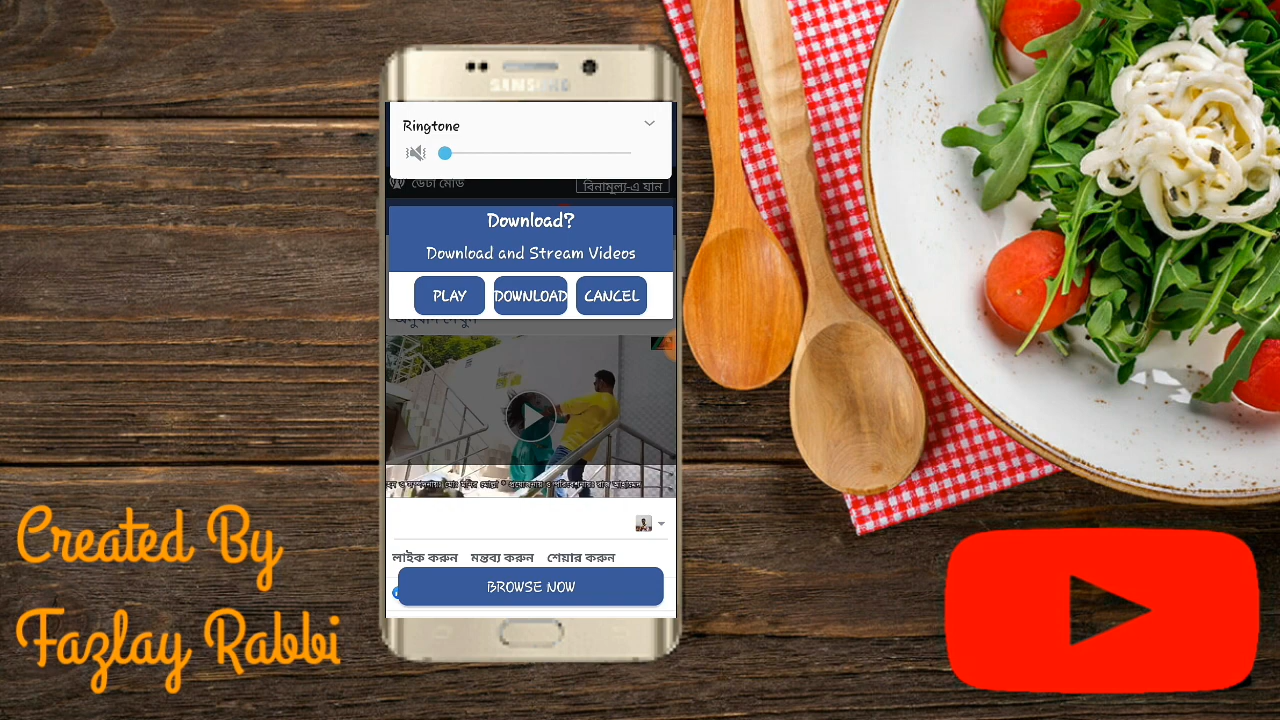 SAMSUNG
Ringtone
ডেটা মোড
বিনামূল্য-এ যান
Download?
Download and Stream Videos
PLAY DOWNLOAD CANCEL
লাইক করুন মন্তব্য করুন শেয়ার করুন
BROWSE NOW
Created By
Fazlay Rabbi